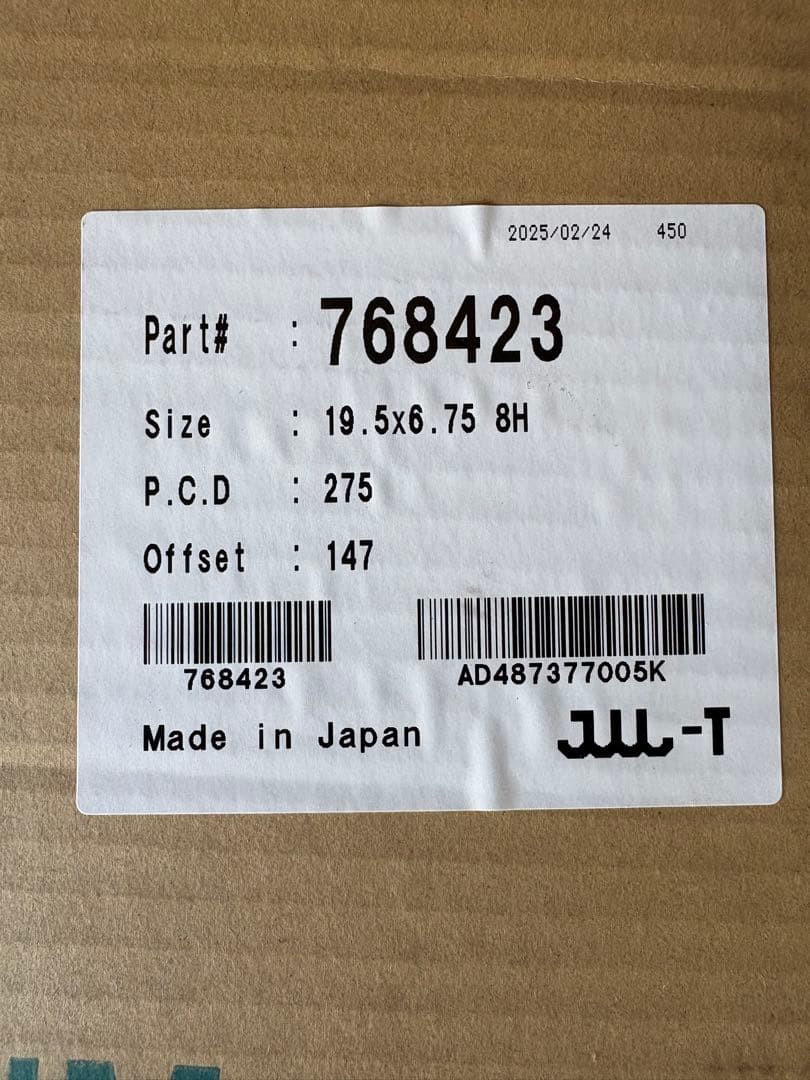 2025/02/24 450
Part# : 768423
Size : 19.5x6.75 8H
P.C.D : 275
Offset : 147
768423 AD487377005K
Made in Japan JWL-T